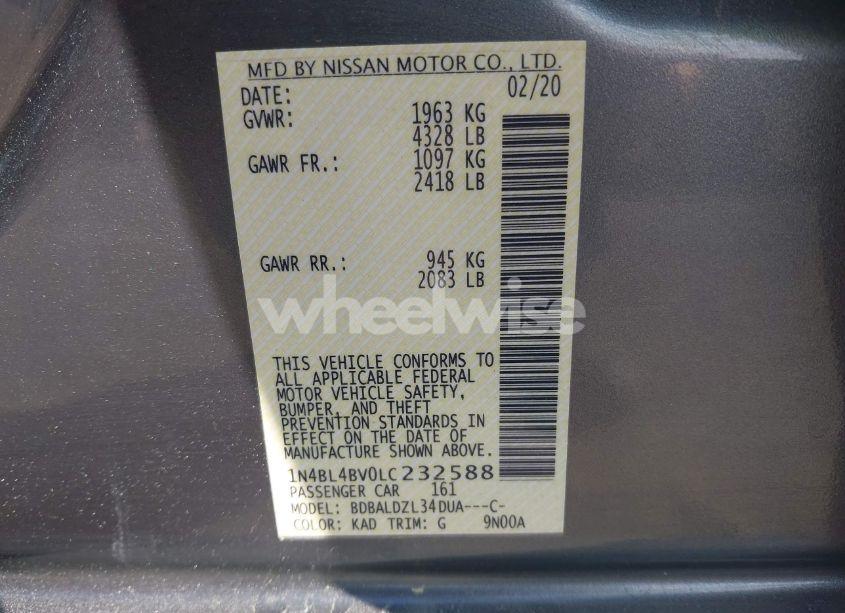 MFD BY NISSAN MOTOR CO., LTD.
DATE: 02/20
GVWR: 1963 KG
4328 LB
GAWR FR.: 1097 KG
2418 LB
GAWR RR.: 945 KG
2083 LB
wheelwise
THIS VEHICLE CONFORMS TO
ALL APPLICABLE FEDERAL
MOTOR VEHICLE SAFETY,
BUMPER, AND THEFT
PREVENTION STANDARDS IN
EFFECT ON THE DATE OF
MANUFACTURE SHOWN ABOVE.
1N4BL4BV0LC232588
PASSENGER CAR 161
MODEL: BDBALDZL34DUA---C-
COLOR: KAD TRIM: G 9N00A